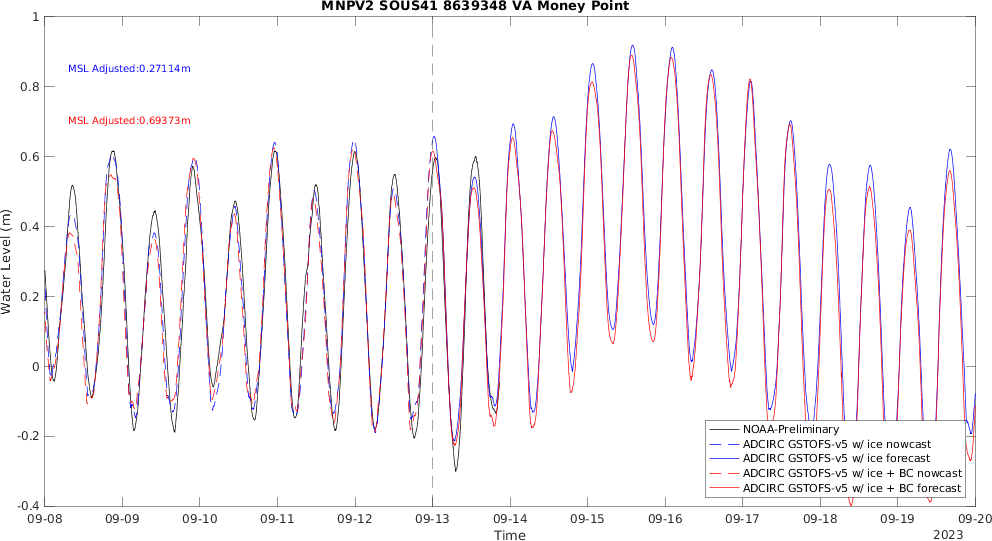 MNPV2 SOUS41 8639348 VA Money Point
1
0.8
0.6
0.4
0.2
0
-0.2
-0.4
Water Level (m)
MSL Adjusted:0.27114m
MSL Adjusted:0.69373m
NOAA-Preliminary
ADCIRC GSTOFS-v5 w/ ice nowcast
ADCIRC GSTOFS-v5 w/ ice forecast
ADCIRC GSTOFS-v5 w/ ice + BC nowcast
ADCIRC GSTOFS-v5 w/ ice + BC forecast
09-08 09-09 09-10 09-11 09-12 09-13 09-14 09-15 09-16 09-17 09-18 09-19 09-20
Time
2023